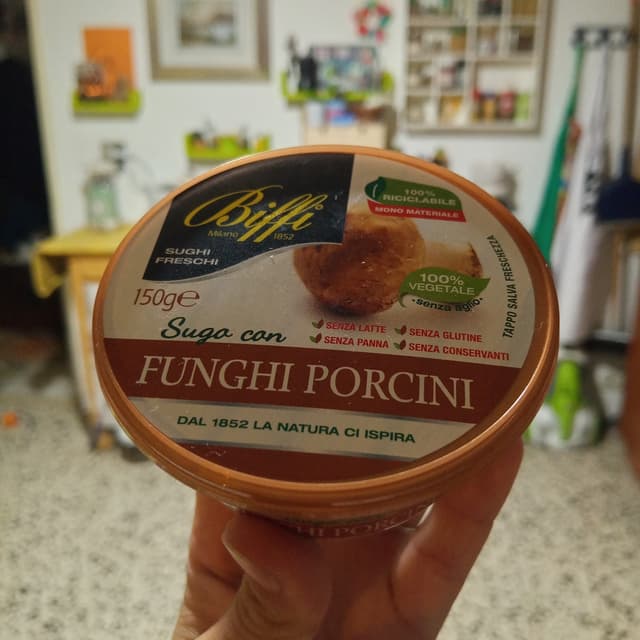 Biffi
Milano 1852
SUGHI
FRESCHI
100%
RICICLABILE
MONO MATERIALE
100%
VEGETALE
•senza aglio•
TAPPO SALVA FRESCHEZZA
150g℮
Sugo con
SENZA LATTE
SENZA GLUTINE
SENZA PANNA
SENZA CONSERVANTI
FUNGHI PORCINI
DAL 1852 LA NATURA CI ISPIRA